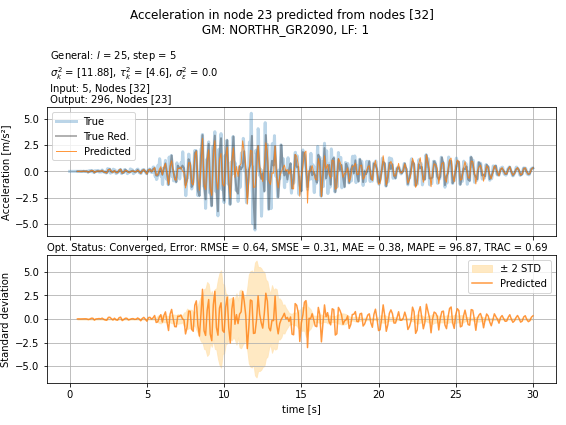 Acceleration in node 23 predicted from nodes [32]
GM: NORTHR_GR2090, LF: 1
General: l = 25, step = 5
σ²ₖ = [11.88], τ²ₖ = [4.6], σ²ε = 0.0
Input: 5, Nodes [32]
Output: 296, Nodes [23]
Acceleration [m/s²]
5.0
2.5
0.0
−2.5
−5.0
True
True Red.
Predicted
Opt. Status: Converged, Error: RMSE = 0.64, SMSE = 0.31, MAE = 0.38, MAPE = 96.87, TRAC = 0.69
Standard deviation
5.0
2.5
0.0
−2.5
−5.0
± 2 STD
Predicted
0 5 10 15 20 25 30
time [s]